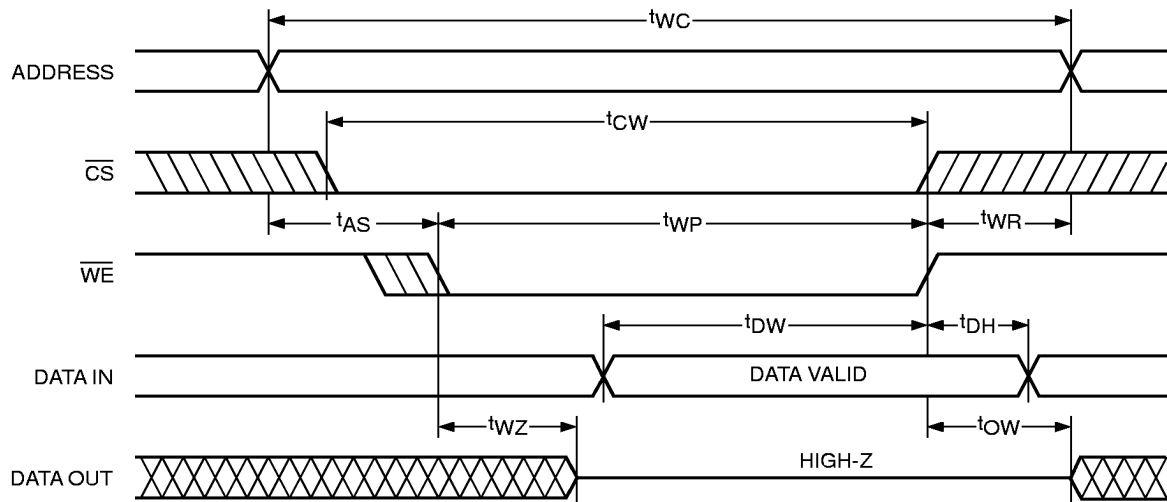 tWC
ADDRESS
tCW
CS
tAS
tWP
tWR
WE
tDW
tDH
DATA IN
DATA VALID
tWZ
tOW
DATA OUT
HIGH-Z